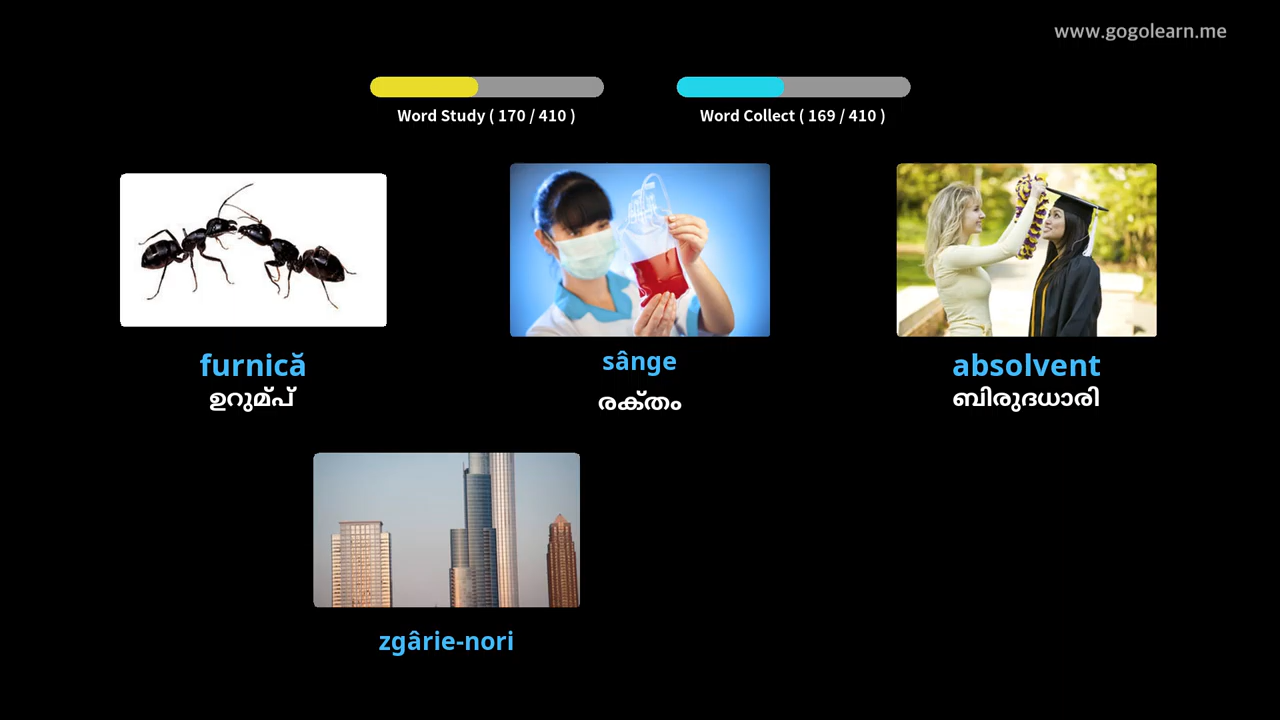 www.gogolearn.me
Word Study ( 170 / 410 )
Word Collect ( 169 / 410 )
furnică
ഉറുമ്പ്
sânge
രക്തം
absolvent
ബിരുദധാരി
zgârie-nori